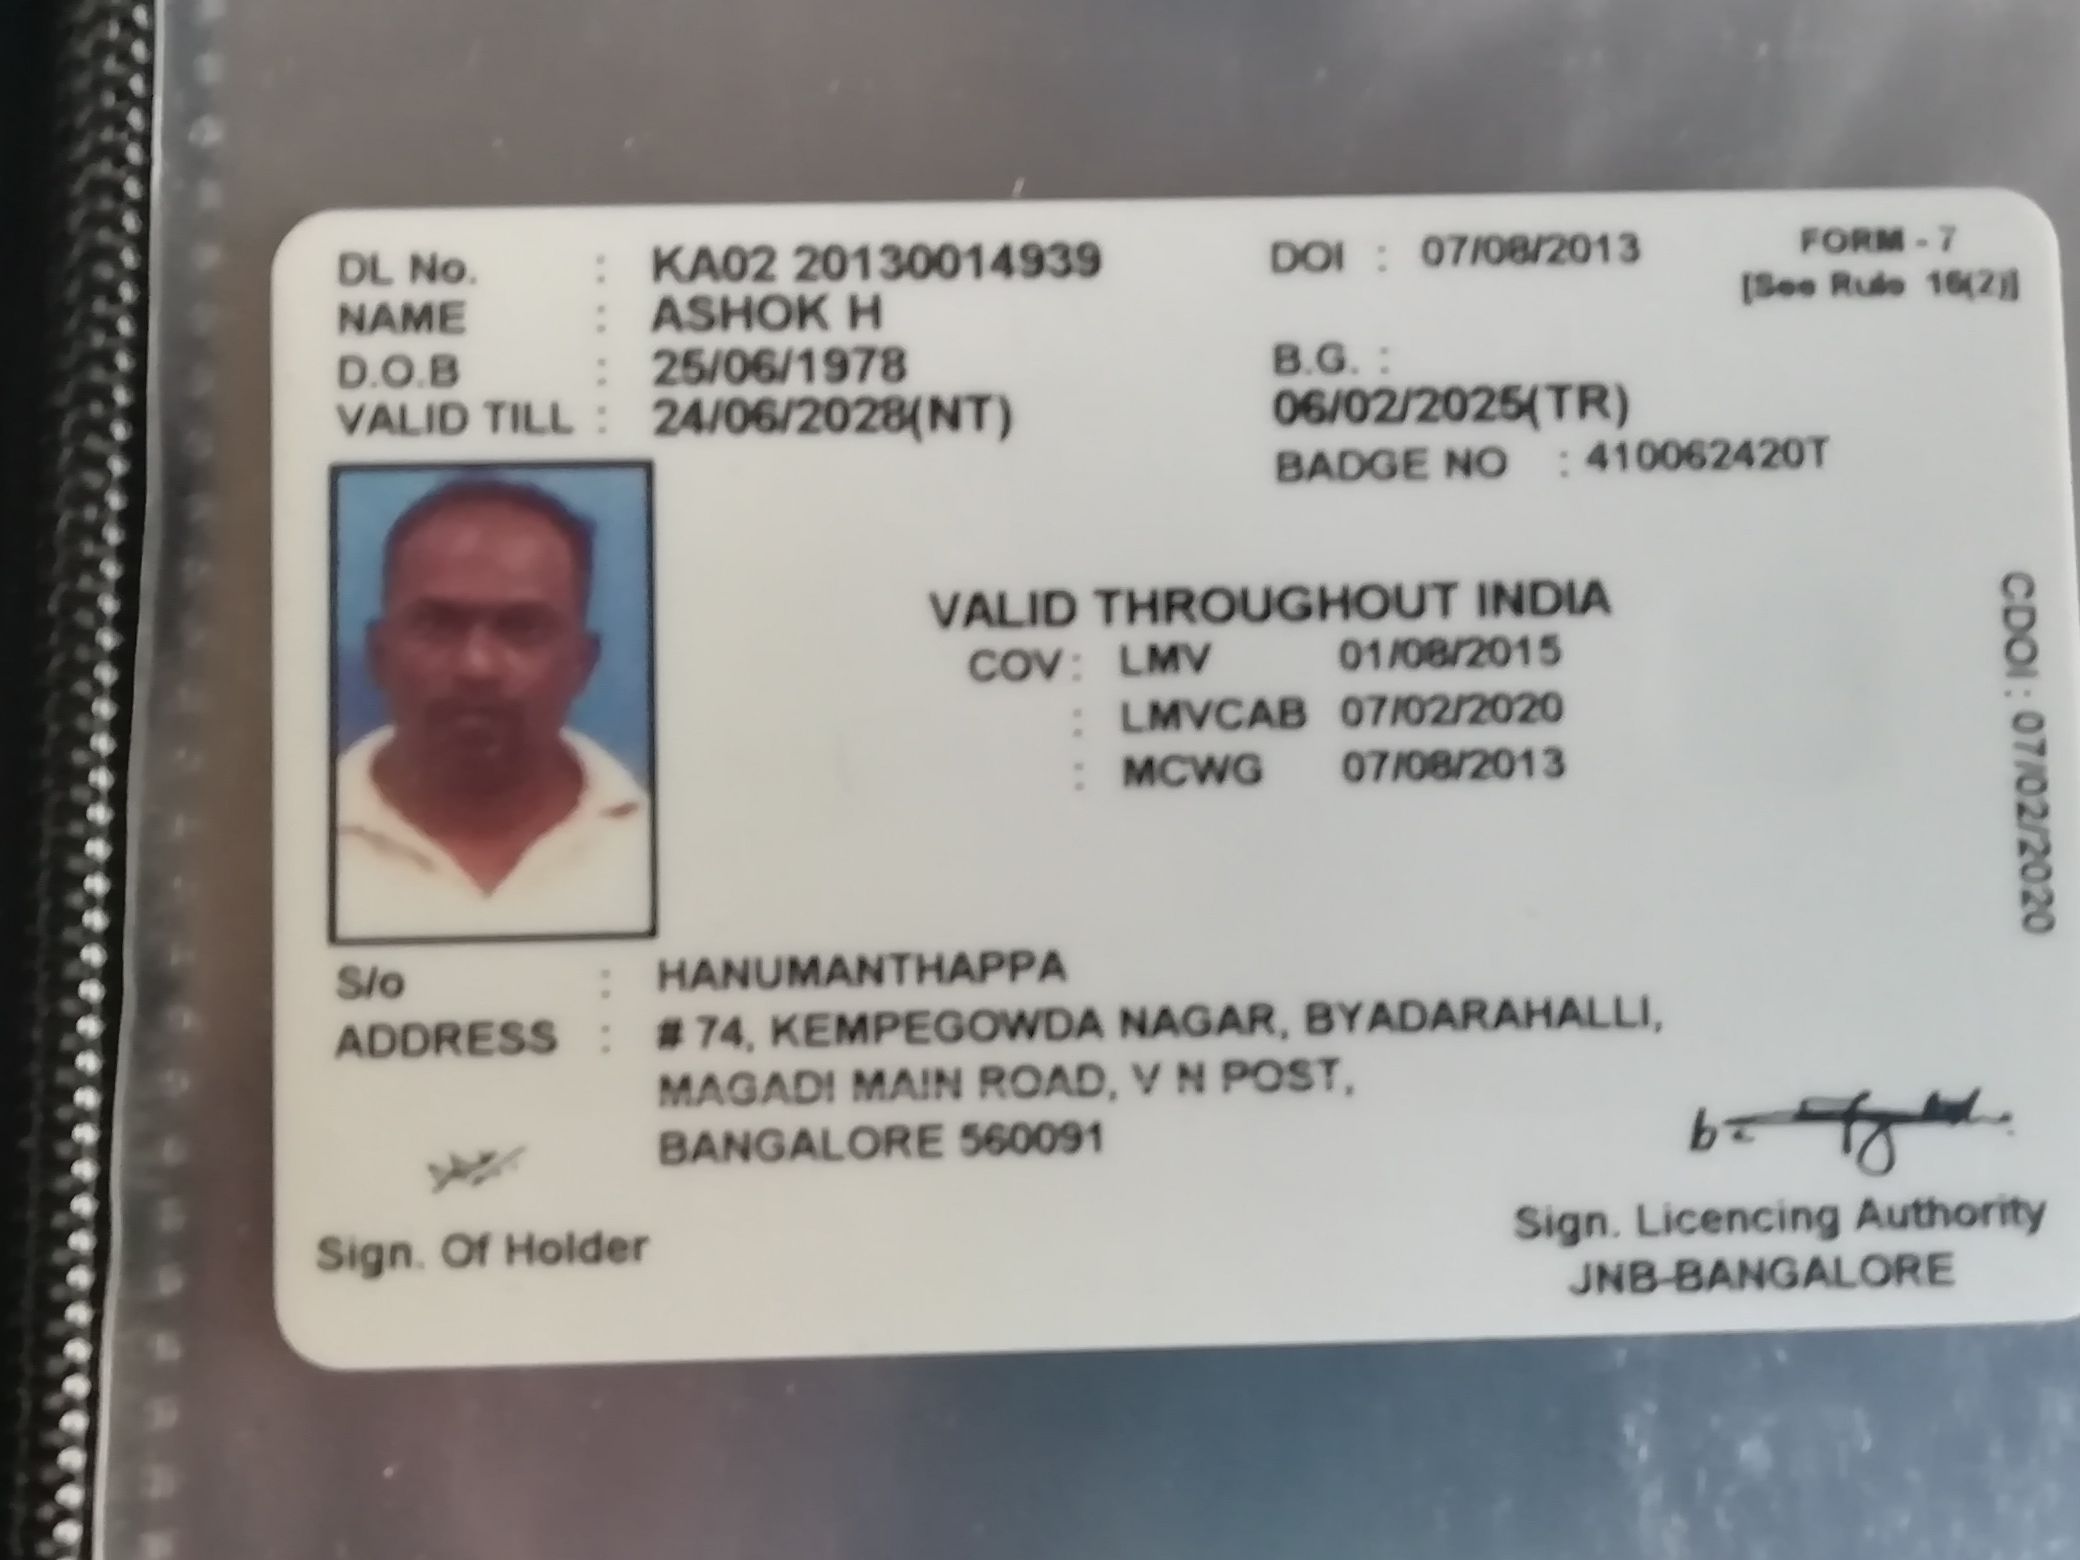 DL No. : KA02 20130014939 DOI : 07/08/2013 FORM - 7
NAME : ASHOK H [See Rule 16(2)]
D.O.B : 25/06/1978 B.G. :
VALID TILL : 24/06/2028(NT) 06/02/2025(TR)
BADGE NO : 410062420T
VALID THROUGHOUT INDIA
COV : LMV 01/08/2015
: LMVCAB 07/02/2020
: MCWG 07/08/2013
CDOI : 07/02/2020
S/o : HANUMANTHAPPA
ADDRESS : # 74, KEMPEGOWDA NAGAR, BYADARAHALLI,
MAGADI MAIN ROAD, V N POST,
BANGALORE 560091
Sign. Of Holder
Sign. Licencing Authority
JNB-BANGALORE